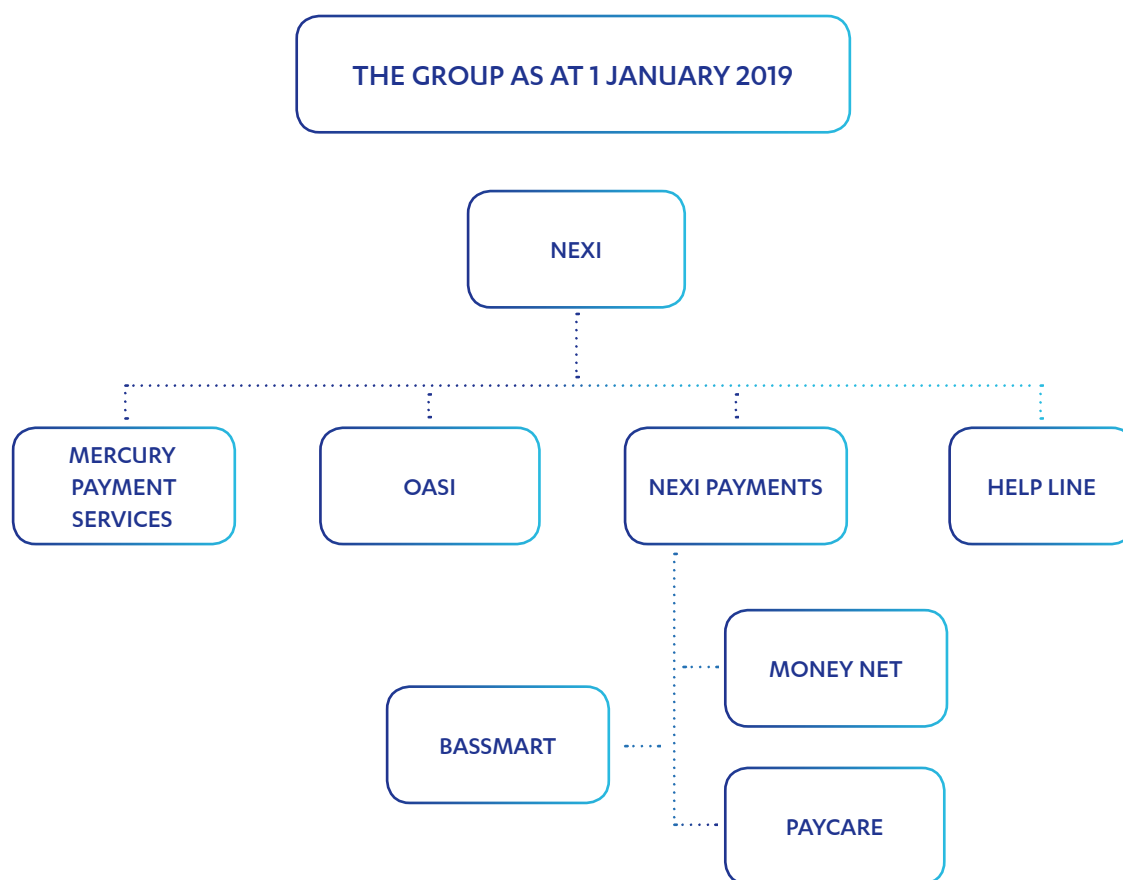 THE GROUP AS AT 1 JANUARY 2019
NEXI
MERCURY
PAYMENT
SERVICES
OASI
NEXI PAYMENTS
HELP LINE
MONEY NET
BASSMART
PAYCARE